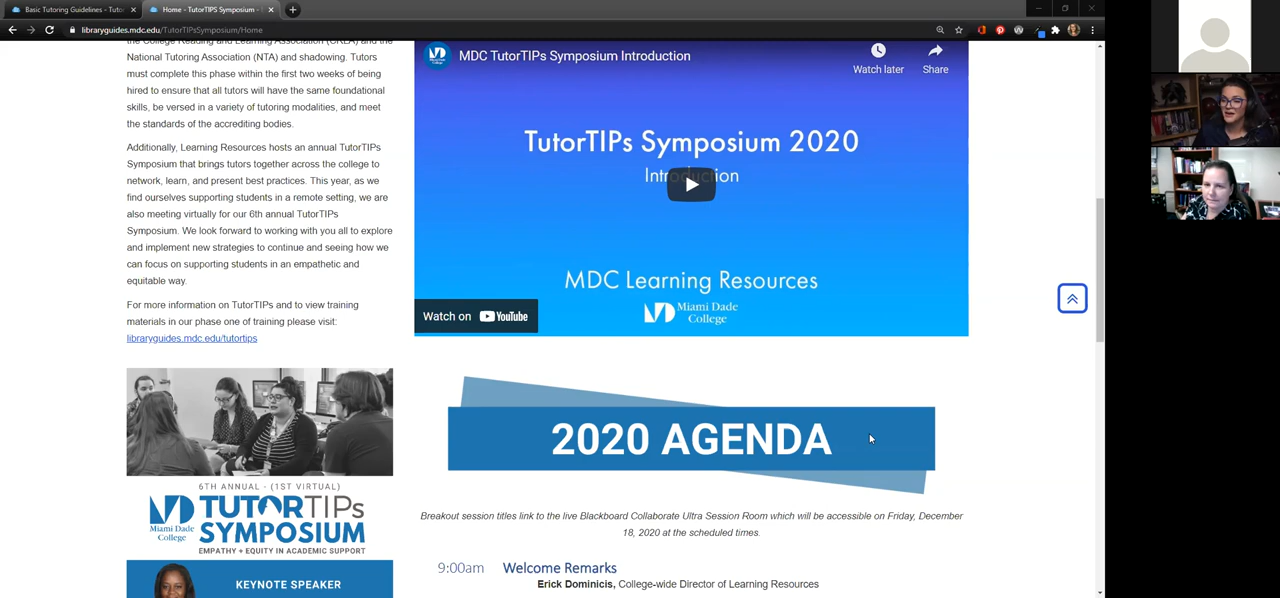 Basic Tutoring Guidelines - Tuto
Home - TutorTIPS Symposium -
libraryguides.mdc.edu/TutorTIPsSymposium/Home
the College Reading and Learning Association (CRLA) and the
National Tutoring Association (NTA) and shadowing. Tutors
must complete this phase within the first two weeks of being
hired to ensure that all tutors will have the same foundational
skills, be versed in a variety of tutoring modalities, and meet
the standards of the accrediting bodies.
Additionally, Learning Resources hosts an annual TutorTIPs
Symposium that brings tutors together across the college to
network, learn, and present best practices. This year, as we
find ourselves supporting students in a remote setting, we are
also meeting virtually for our 6th annual TutorTIPs
Symposium. We look forward to working with you all to explore
and implement new strategies to continue and seeing how we
can focus on supporting students in an empathetic and
equitable way.
For more information on TutorTIPs and to view training
materials in our phase one of training please visit:
libraryguides.mdc.edu/tutortips
6TH ANNUAL - (1ST VIRTUAL)
MD TUTORTIPs
Miami Dade
College
SYMPOSIUM
EMPATHY + EQUITY IN ACADEMIC SUPPORT
KEYNOTE SPEAKER
MDC TutorTIPs Symposium Introduction
Watch later
Share
TutorTIPs Symposium 2020
Introduction
MDC Learning Resources
MD Miami Dade
College
Watch on YouTube
2020 AGENDA
Breakout session titles link to the live Blackboard Collaborate Ultra Session Room which will be accessible on Friday, December
18, 2020 at the scheduled times.
9:00am Welcome Remarks
Erick Dominicis, College-wide Director of Learning Resources